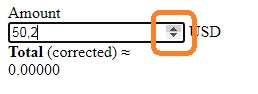 Amount
50,2 USD
Total (corrected) ≈
0.00000